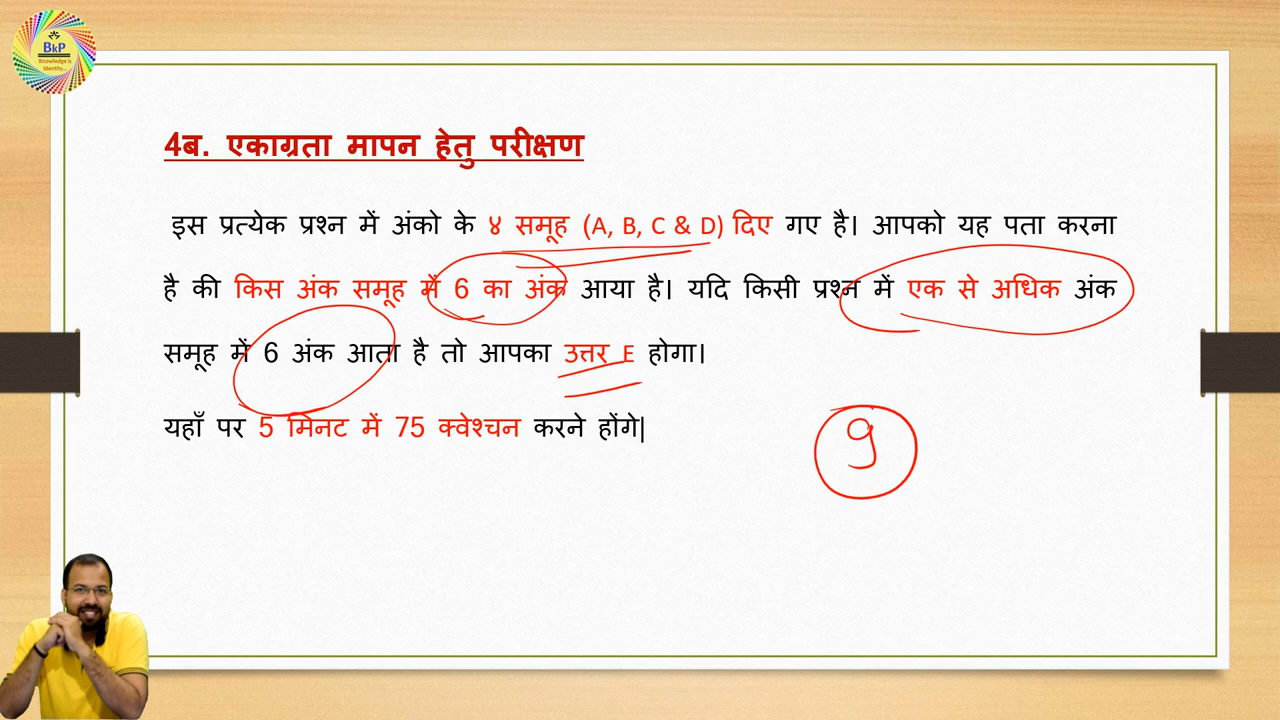 BkP
Knowledge is
Identity...
4ब. एकाग्रता मापन हेतु परीक्षण
इस प्रत्येक प्रश्न में अंको के ४ समूह (A, B, C & D) दिए गए है। आपको यह पता करना
है की किस अंक समूह में 6 का अंक आया है। यदि किसी प्रश्न में एक से अधिक अंक
समूह में 6 अंक आता है तो आपका उत्तर E होगा।
यहाँ पर 5 मिनट में 75 क्वेश्चन करने होंगे|
9